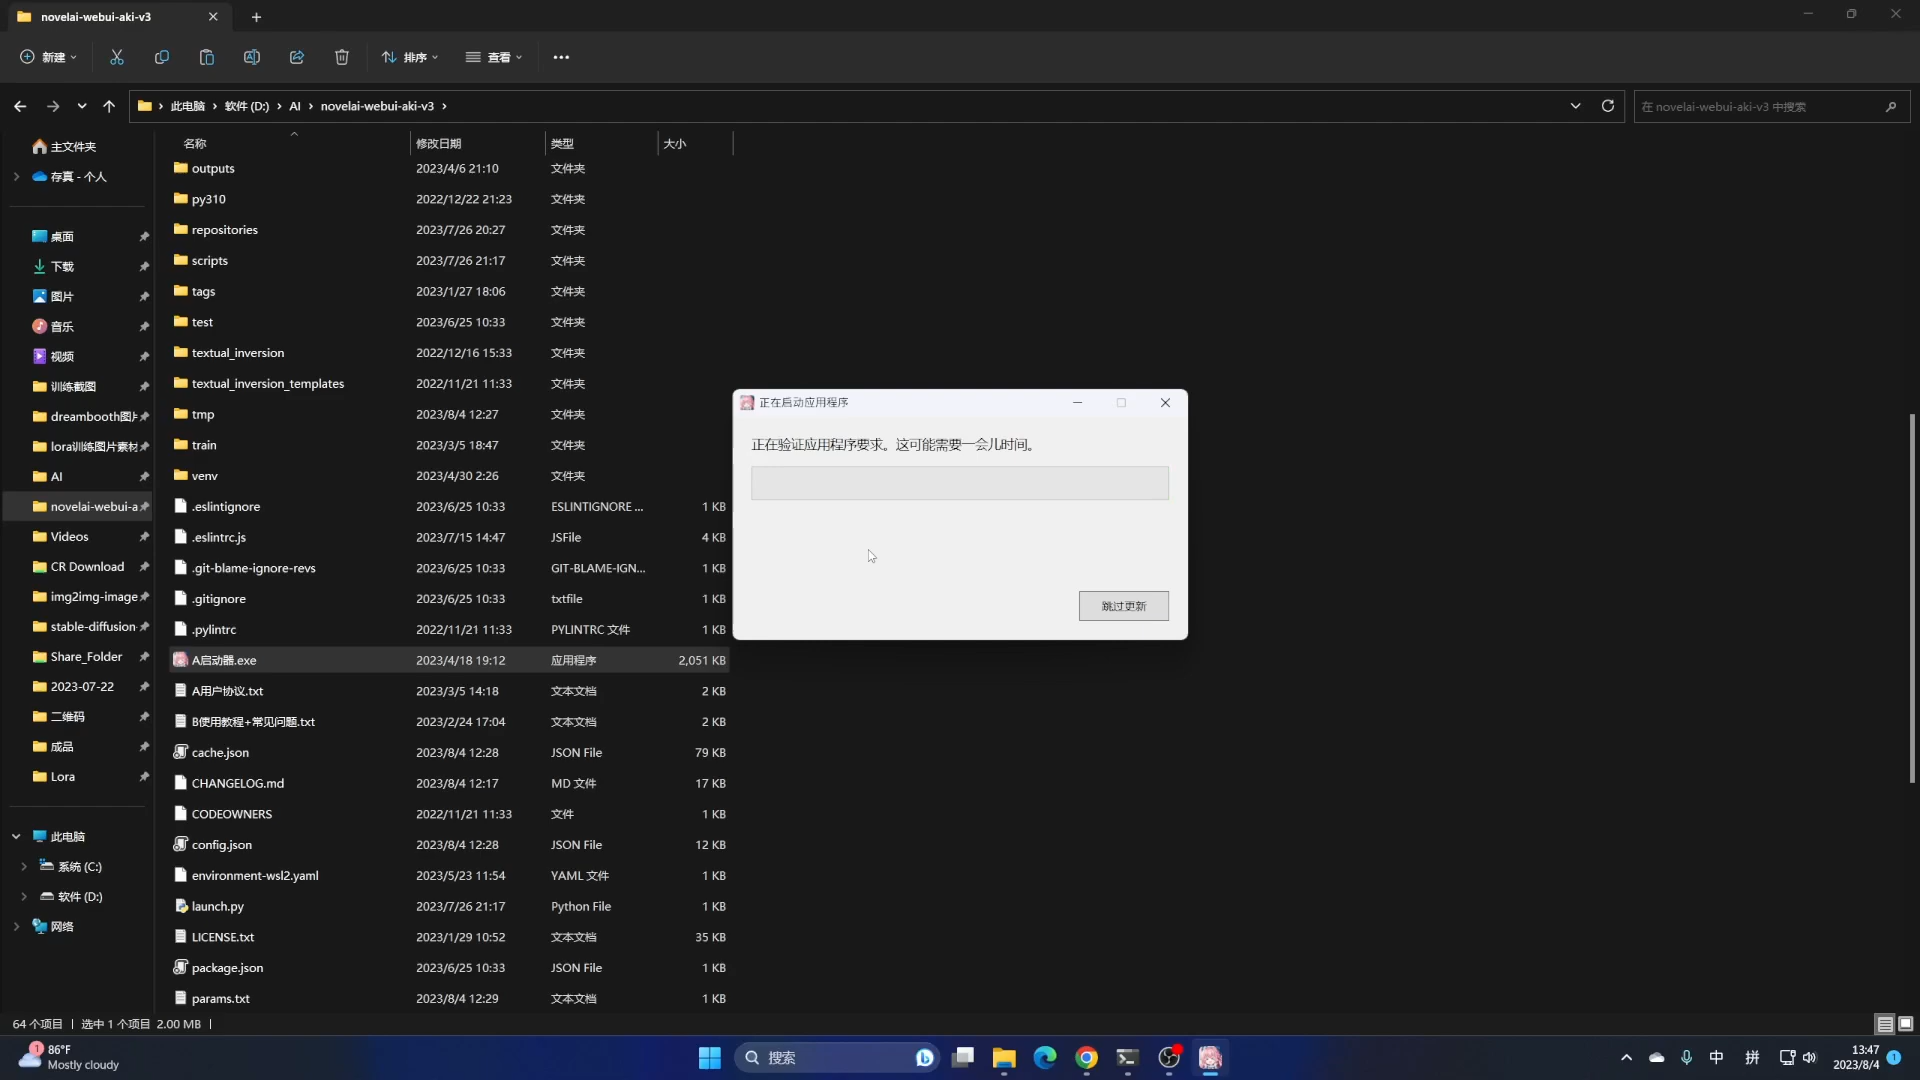 novelai-webui-aki-v3
新建
排序
查看
此电脑 › 软件 (D:) › AI › novelai-webui-aki-v3 ›
在 novelai-webui-aki-v3 中搜索
主文件夹
存真 - 个人
桌面
下载
图片
音乐
视频
训练截图
dreambooth图片
lora训练图片素材
AI
novelai-webui-a
Videos
CR Download
img2img-image
stable-diffusion-
Share_Folder
2023-07-22
二维码
成品
Lora
此电脑
系统 (C:)
软件 (D:)
网络
名称 修改日期 类型 大小
outputs 2023/4/6 21:10 文件夹
py310 2022/12/22 21:23 文件夹
repositories 2023/7/26 20:27 文件夹
scripts 2023/7/26 21:17 文件夹
tags 2023/1/27 18:06 文件夹
test 2023/6/25 10:33 文件夹
textual_inversion 2022/12/16 15:33 文件夹
textual_inversion_templates 2022/11/21 11:33 文件夹
tmp 2023/8/4 12:27 文件夹
train 2023/3/5 18:47 文件夹
venv 2023/4/30 2:26 文件夹
.eslintignore 2023/6/25 10:33 ESLINTIGNORE ... 1 KB
.eslintrc.js 2023/7/15 14:47 JSFile 4 KB
.git-blame-ignore-revs 2023/6/25 10:33 GIT-BLAME-IGN... 1 KB
.gitignore 2023/6/25 10:33 txtfile 1 KB
.pylintrc 2022/11/21 11:33 PYLINTRC 文件 1 KB
A启动器.exe 2023/4/18 19:12 应用程序 2,051 KB
A用户协议.txt 2023/3/5 14:18 文本文档 2 KB
B使用教程+常见问题.txt 2023/2/24 17:04 文本文档 2 KB
cache.json 2023/8/4 12:28 JSON File 79 KB
CHANGELOG.md 2023/8/4 12:17 MD 文件 17 KB
CODEOWNERS 2022/11/21 11:33 文件 1 KB
config.json 2023/8/4 12:28 JSON File 12 KB
environment-wsl2.yaml 2023/5/23 11:54 YAML 文件 1 KB
launch.py 2023/7/26 21:17 Python File 1 KB
LICENSE.txt 2023/1/29 10:52 文本文档 35 KB
package.json 2023/6/25 10:33 JSON File 1 KB
params.txt 2023/8/4 12:29 文本文档 1 KB
正在启动应用程序
正在验证应用程序要求。这可能需要一会儿时间。
跳过更新
64 个项目 | 选中 1 个项目 2.00 MB |
1
86°F
Mostly cloudy
搜索
中
拼
13:47
2023/8/4
1